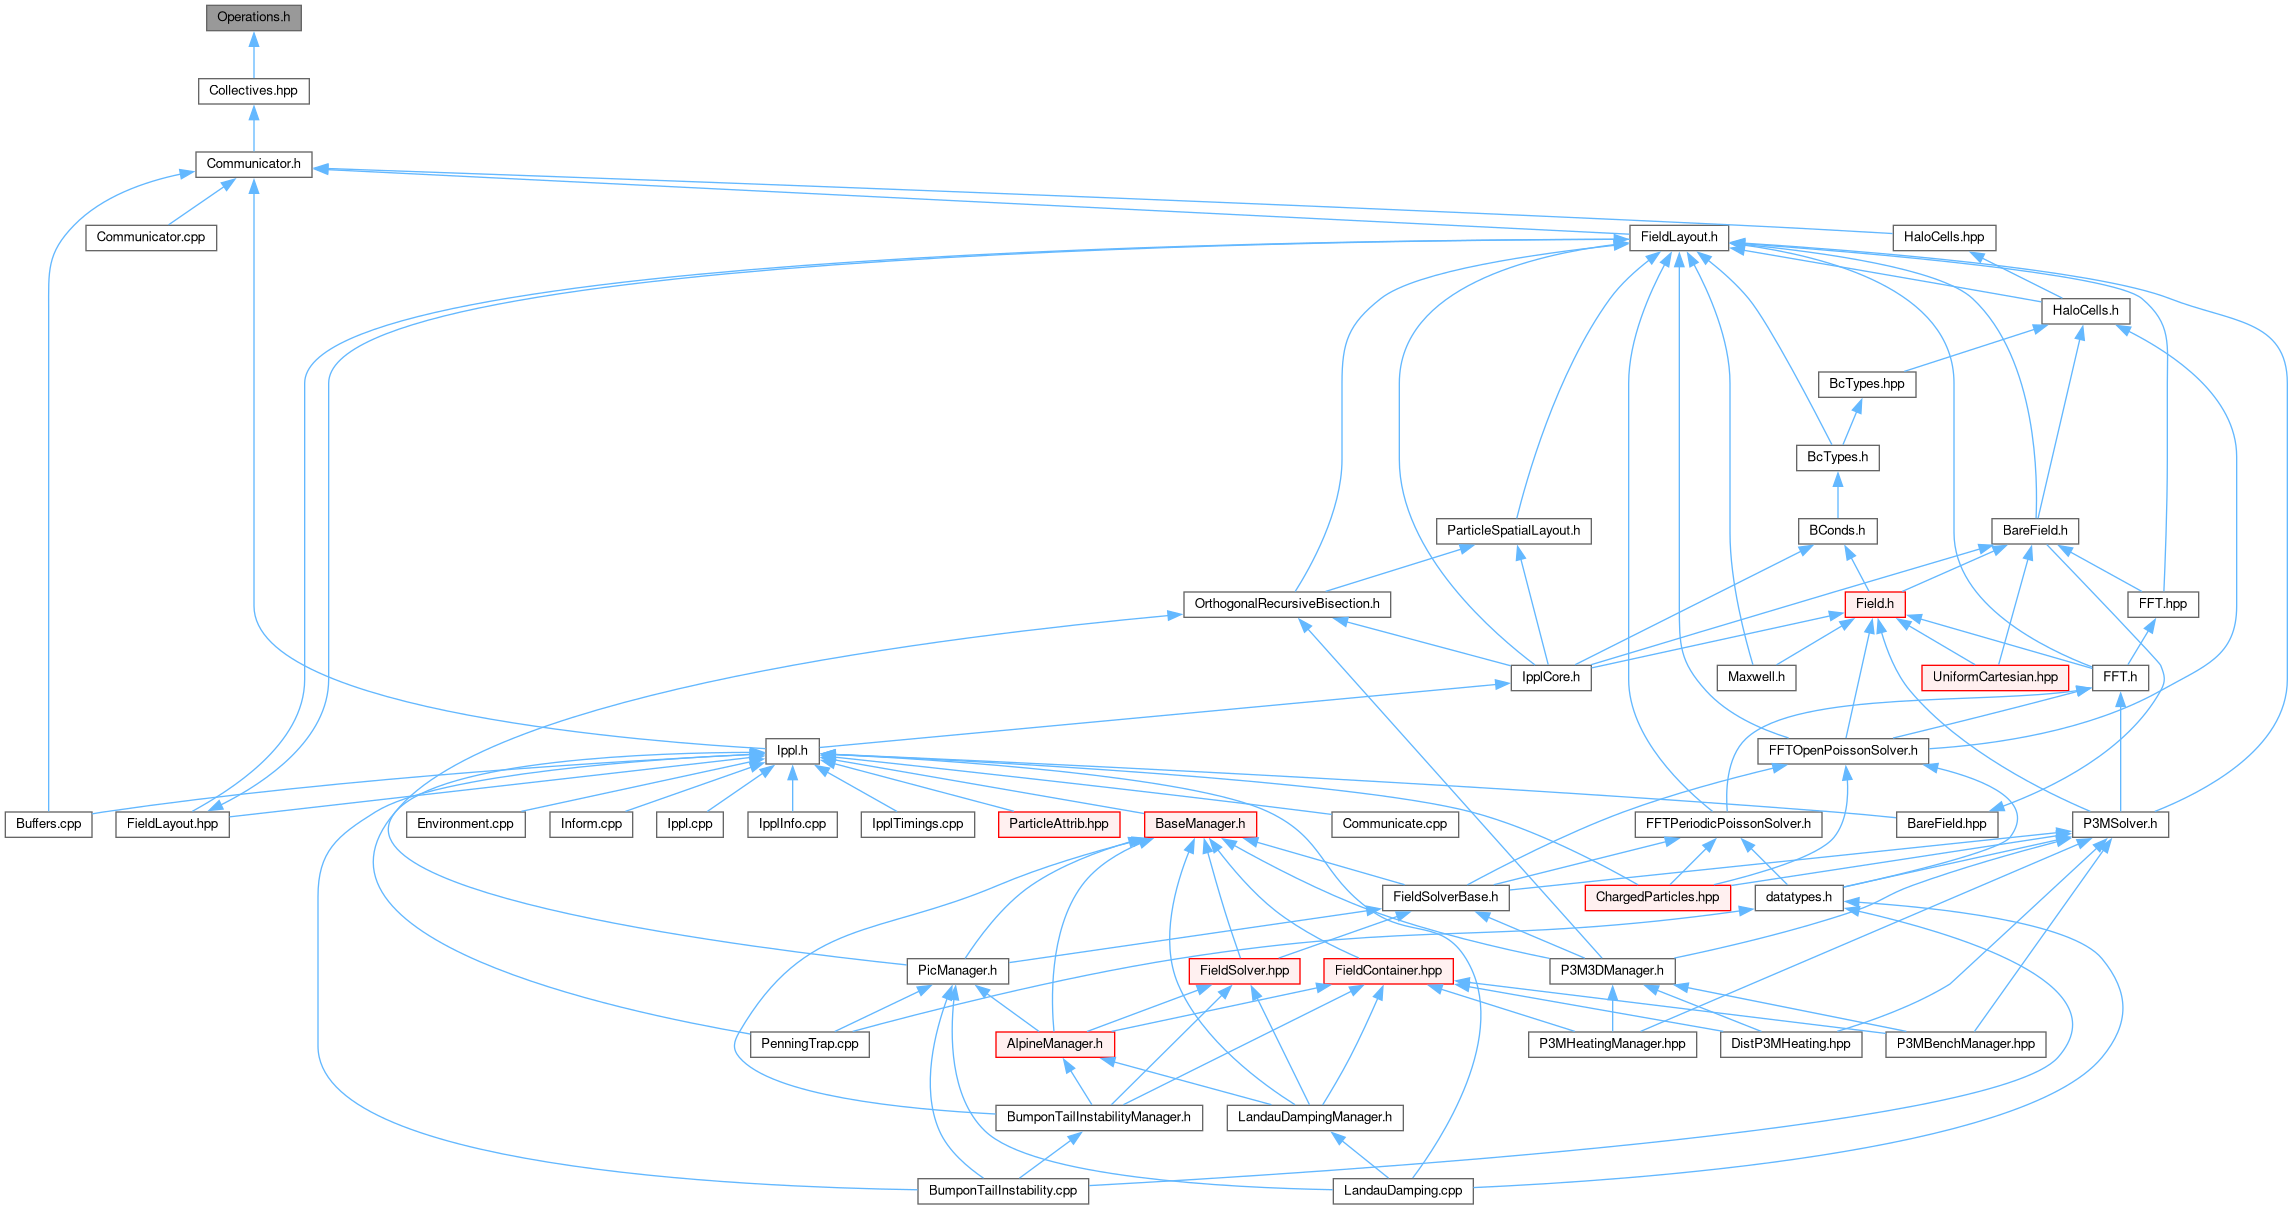 Operations.h
Collectives.hpp
Communicator.h
Communicator.cpp
FieldLayout.h
HaloCells.hpp
HaloCells.h
BcTypes.hpp
BcTypes.h
ParticleSpatialLayout.h
BConds.h
BareField.h
OrthogonalRecursiveBisection.h
Field.h
FFT.hpp
IpplCore.h
Maxwell.h
UniformCartesian.hpp
FFT.h
Ippl.h
FFTOpenPoissonSolver.h
Buffers.cpp
FieldLayout.hpp
Environment.cpp
Inform.cpp
Ippl.cpp
IpplInfo.cpp
IpplTimings.cpp
ParticleAttrib.hpp
BaseManager.h
Communicate.cpp
FFTPeriodicPoissonSolver.h
BareField.hpp
P3MSolver.h
FieldSolverBase.h
ChargedParticles.hpp
datatypes.h
PicManager.h
FieldSolver.hpp
FieldContainer.hpp
P3M3DManager.h
PenningTrap.cpp
AlpineManager.h
P3MHeatingManager.hpp
DistP3MHeating.hpp
P3MBenchManager.hpp
BumponTailInstabilityManager.h
LandauDampingManager.h
BumponTailInstability.cpp
LandauDamping.cpp